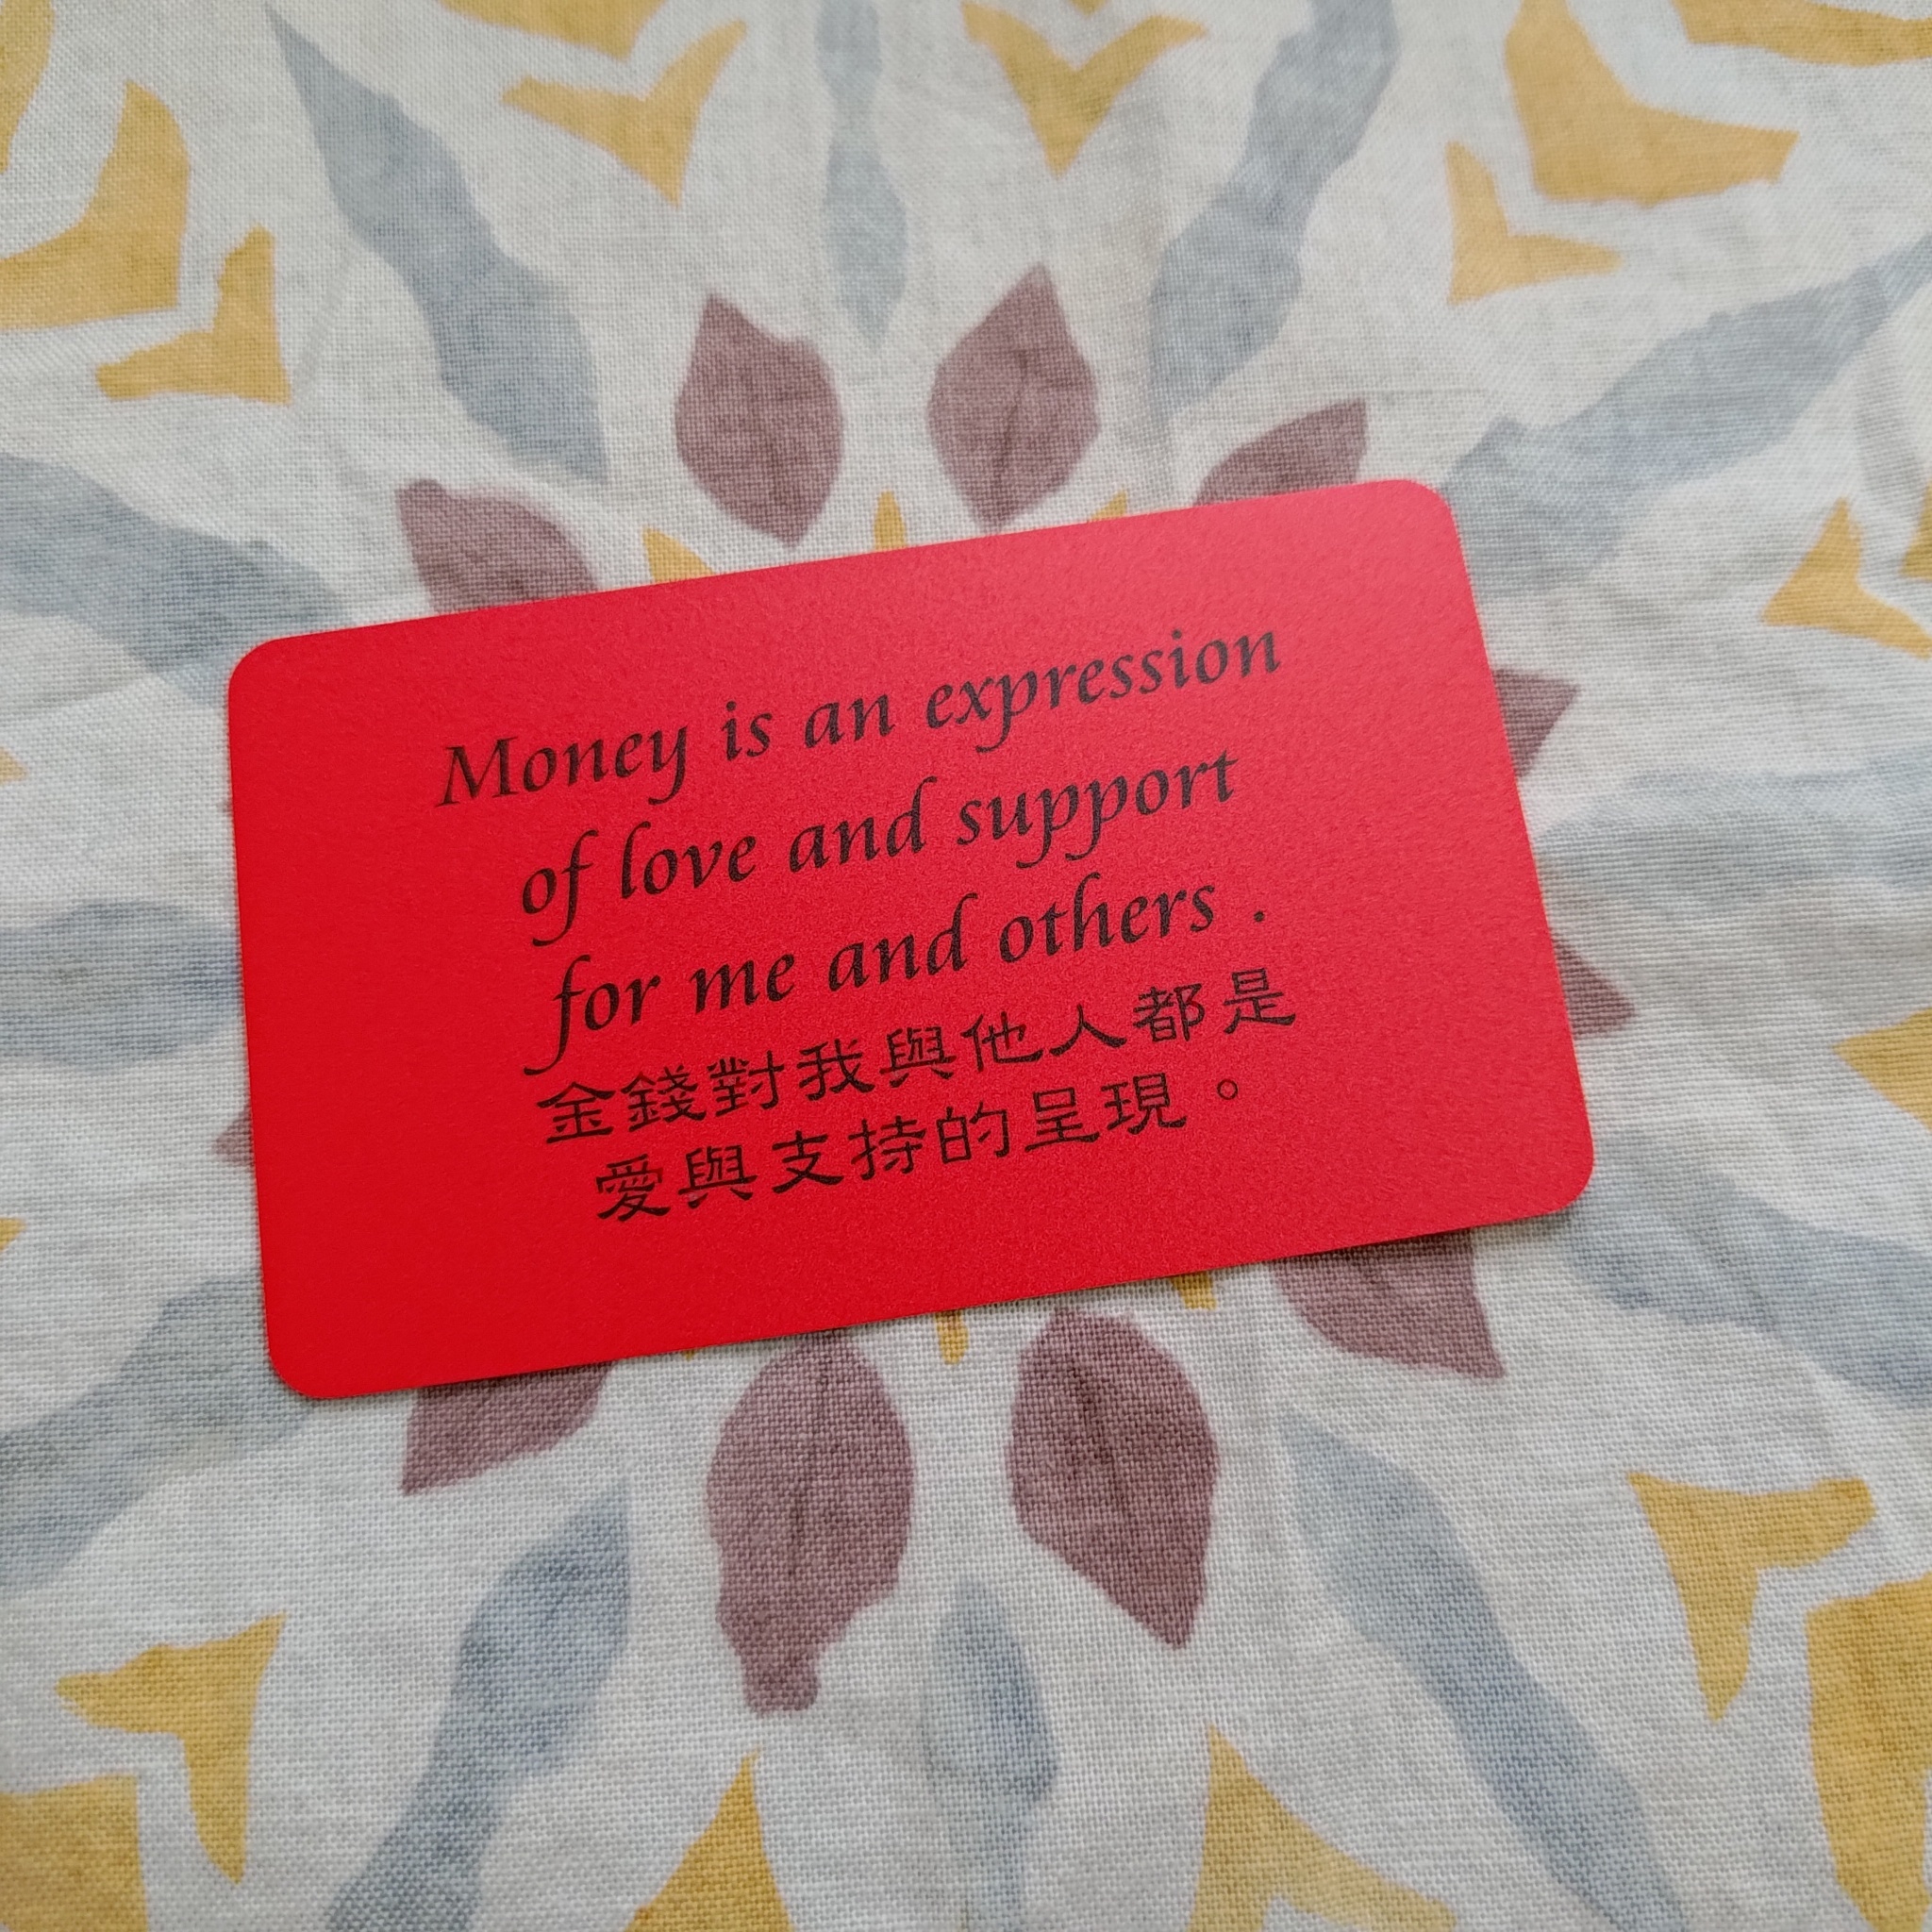 Money is an expression
of love and support
for me and others .
金錢對我與他人都是
愛與支持的呈現。